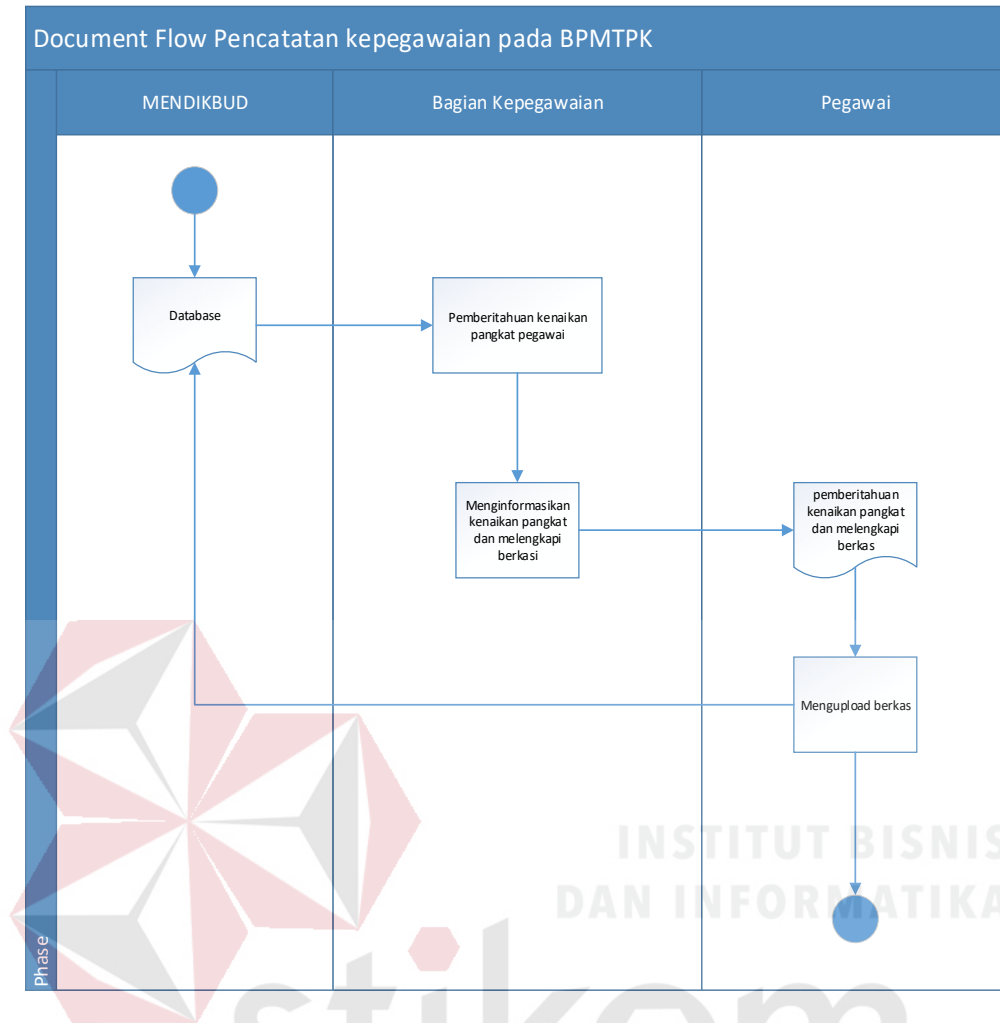 Document Flow Pencatatan kepegawaian pada BPMTPK
MENDIKBUD
Bagian Kepegawaian
Pegawai
Database
Pemberitahuan kenaikan
pangkat pegawai
Menginformasikan
kenaikan pangkat
dan melengkapi
berkasi
pemberitahuan
kenaikan pangkat
dan melengkapi
berkas
Mengupload berkas
Phase
INSTITUT BISNIS
DAN INFORMATIKA
stikom